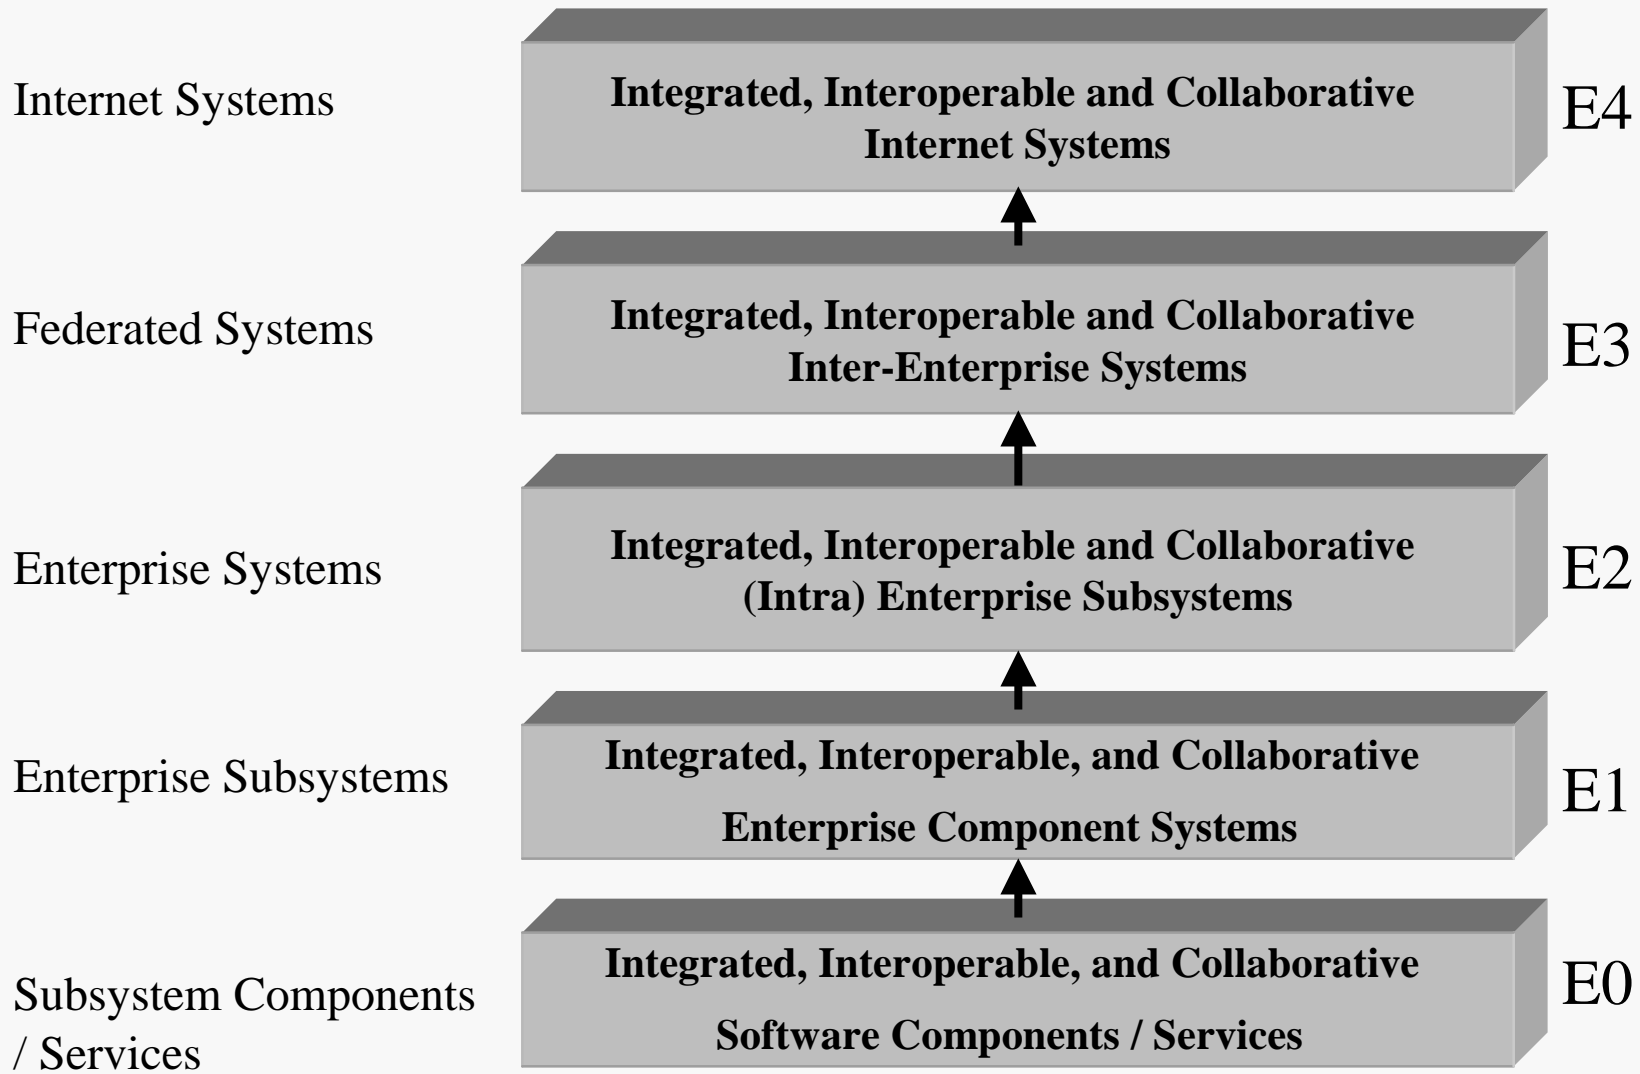 Internet Systems
Integrated, Interoperable and Collaborative
Internet Systems
E4
Federated Systems
Integrated, Interoperable and Collaborative
Inter-Enterprise Systems
E3
Enterprise Systems
Integrated, Interoperable and Collaborative
(Intra) Enterprise Subsystems
E2
Enterprise Subsystems
Integrated, Interoperable, and Collaborative
Enterprise Component Systems
E1
Subsystem Components
/ Services
Integrated, Interoperable, and Collaborative
Software Components / Services
E0